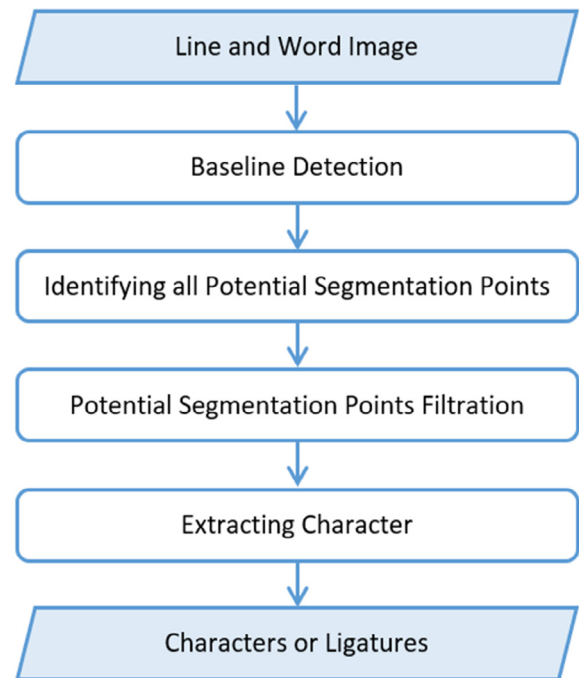 Line and Word Image
Baseline Detection
Identifying all Potential Segmentation Points
Potential Segmentation Points Filtration
Extracting Character
Characters or Ligatures